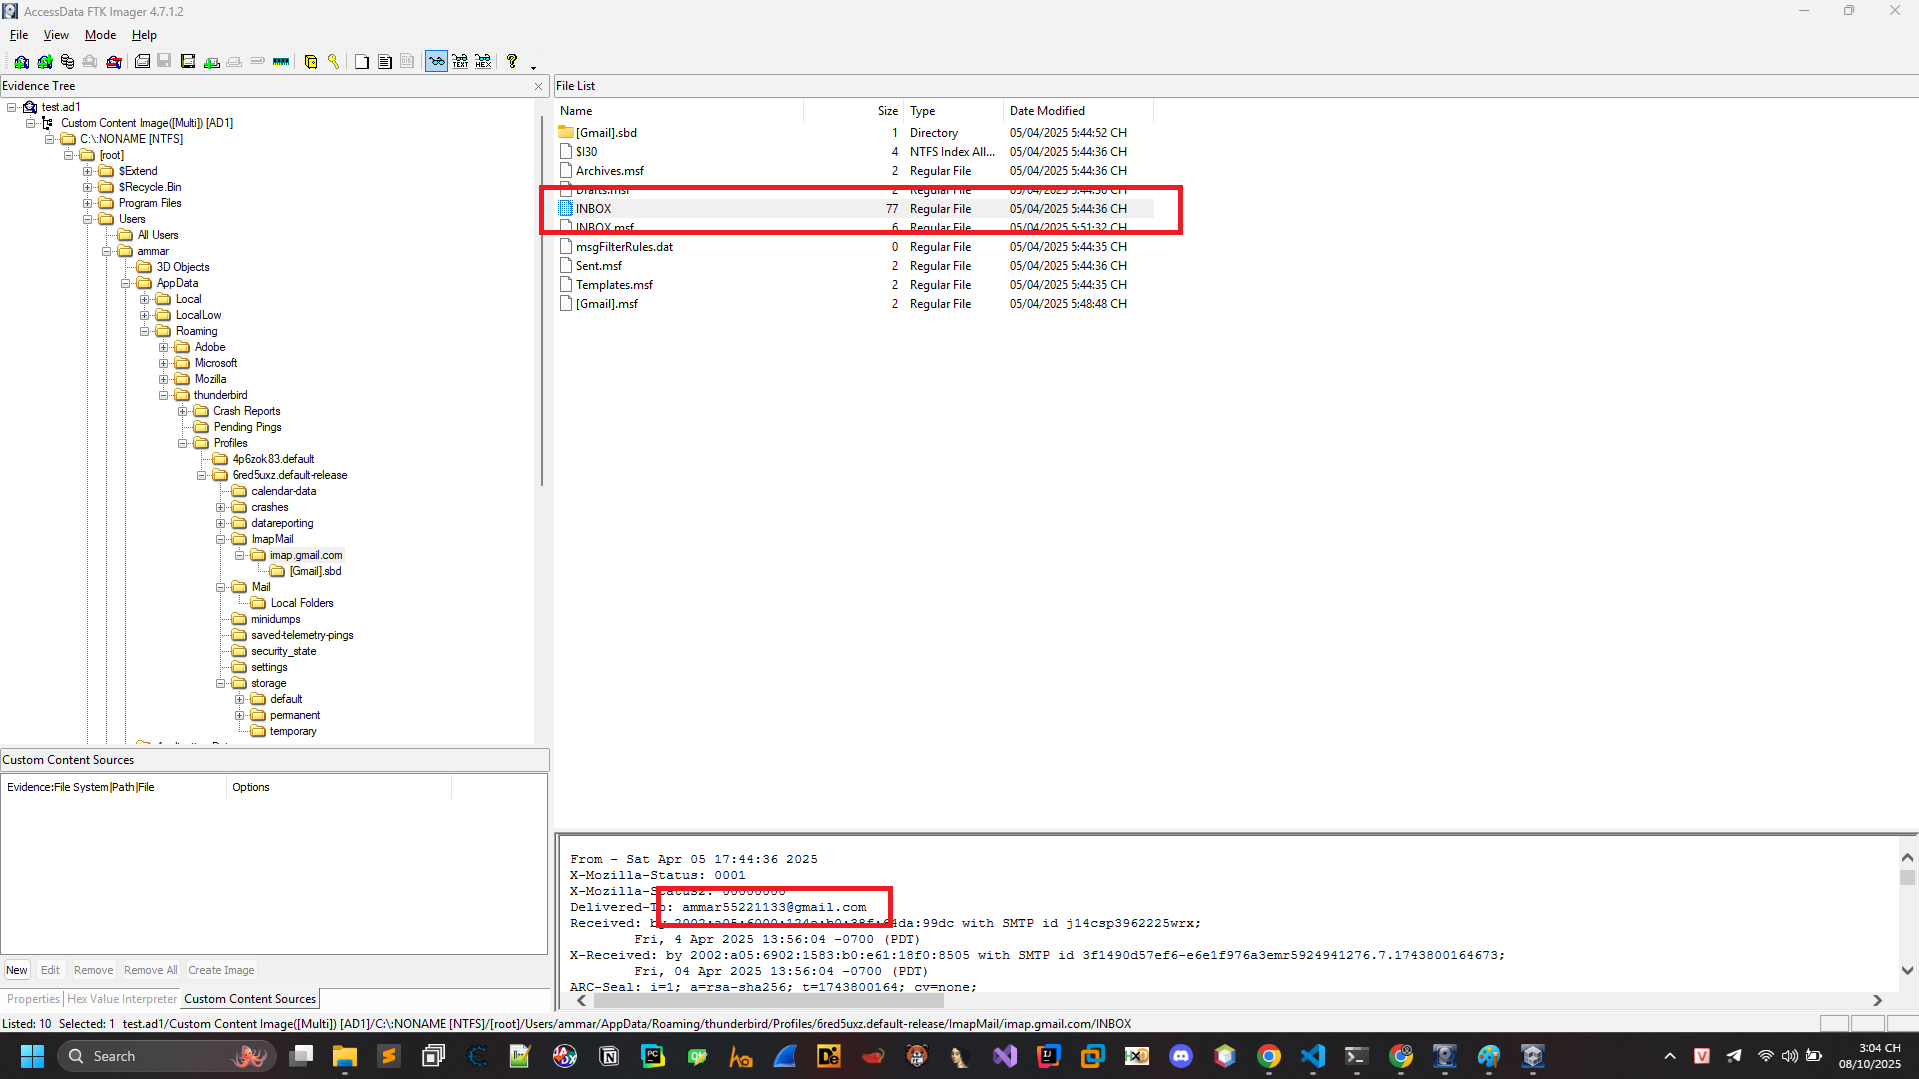 AccessData FTK Imager 4.7.1.2
File View Mode Help
Evidence Tree
test.ad1
Custom Content Image([Multi]) [AD1]
C:\:NONAME [NTFS]
[root]
$Extend
$Recycle.Bin
Program Files
Users
All Users
ammar
3D Objects
AppData
Local
LocalLow
Roaming
Adobe
Microsoft
Mozilla
thunderbird
Crash Reports
Pending Pings
Profiles
4p6zok83.default
6red5uxz.default-release
calendar-data
crashes
datareporting
ImapMail
imap.gmail.com
[Gmail].sbd
Mail
Local Folders
minidumps
saved-telemetry-pings
security_state
settings
storage
default
permanent
temporary
Custom Content Sources
Evidence:File System|Path|File Options
New Edit Remove Remove All Create Image
Properties Hex Value Interpreter Custom Content Sources
File List
Name Size Type Date Modified
[Gmail].sbd 1 Directory 05/04/2025 5:44:52 CH
$I30 4 NTFS Index All... 05/04/2025 5:44:36 CH
Archives.msf 2 Regular File 05/04/2025 5:44:36 CH
Drafts.msf 2 Regular File 05/04/2025 5:44:36 CH
INBOX 77 Regular File 05/04/2025 5:44:36 CH
INBOX.msf 6 Regular File 05/04/2025 5:51:32 CH
msgFilterRules.dat 0 Regular File 05/04/2025 5:44:35 CH
Sent.msf 2 Regular File 05/04/2025 5:44:36 CH
Templates.msf 2 Regular File 05/04/2025 5:44:35 CH
[Gmail].msf 2 Regular File 05/04/2025 5:48:48 CH
From - Sat Apr 05 17:44:36 2025
X-Mozilla-Status: 0001
X-Mozilla-Status2: 00000000
Delivered-To: ammar55221133@gmail.com
Received: by 2002:a05:6000:124e:b0:38f:64da:99dc with SMTP id j14csp3962225wrx;
Fri, 4 Apr 2025 13:56:04 -0700 (PDT)
X-Received: by 2002:a05:6902:1583:b0:e61:18f0:8505 with SMTP id 3f1490d57ef6-e6e1f976a3emr5924941276.7.1743800164673;
Fri, 04 Apr 2025 13:56:04 -0700 (PDT)
ARC-Seal: i=1; a=rsa-sha256; t=1743800164; cv=none;
Listed: 10 Selected: 1 test.ad1/Custom Content Image([Multi]) [AD1]/C:\:NONAME [NTFS]/[root]/Users/ammar/AppData/Roaming/thunderbird/Profiles/6red5uxz.default-release/ImapMail/imap.gmail.com/INBOX
Search
3:04 CH
08/10/2025